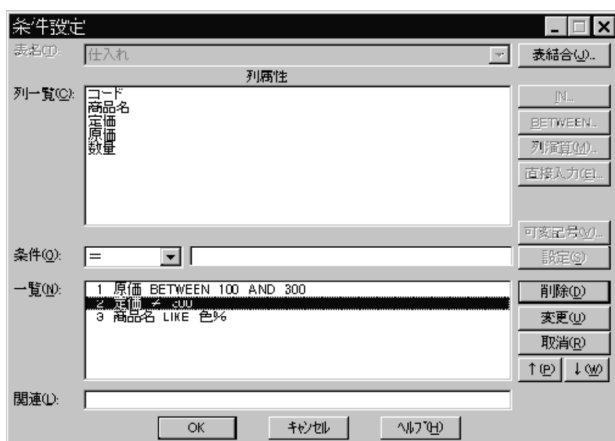 条件設定
表名(T):
仕入れ
表結合(J)...
列属性
列一覧(C):
コード
商品名
定価
原価
数量
IN...
BETWEEN...
列演算(M)...
直接入力(E)...
可変記号(V)...
条件(O):
=
設定(S)
一覧(N):
1 原価 BETWEEN 100 AND 300
2 定価 ≠ 300
3 商品名 LIKE 色%
削除(D)
変更(U)
取消(R)
↑(P)
↓(W)
関連(L):
OK
キャンセル
ヘルプ(H)